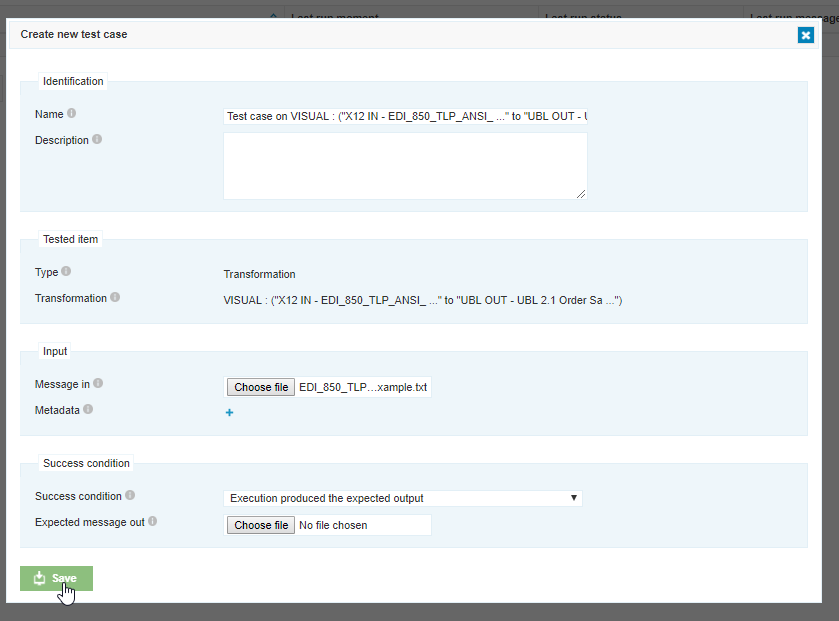 Last run moment Last run status Last run message
Create new test case
Identification
Name
Test case on VISUAL : ("X12 IN - EDI_850_TLP_ANSI_ ..." to "UBL OUT - U
Description
Tested item
Type
Transformation
Transformation
VISUAL : ("X12 IN - EDI_850_TLP_ANSI_ ..." to "UBL OUT - UBL 2.1 Order Sa ...")
Input
Message in
Choose file EDI_850_TLP…xample.txt
Metadata
+
Success condition
Success condition
Execution produced the expected output
Expected message out
Choose file No file chosen
Save